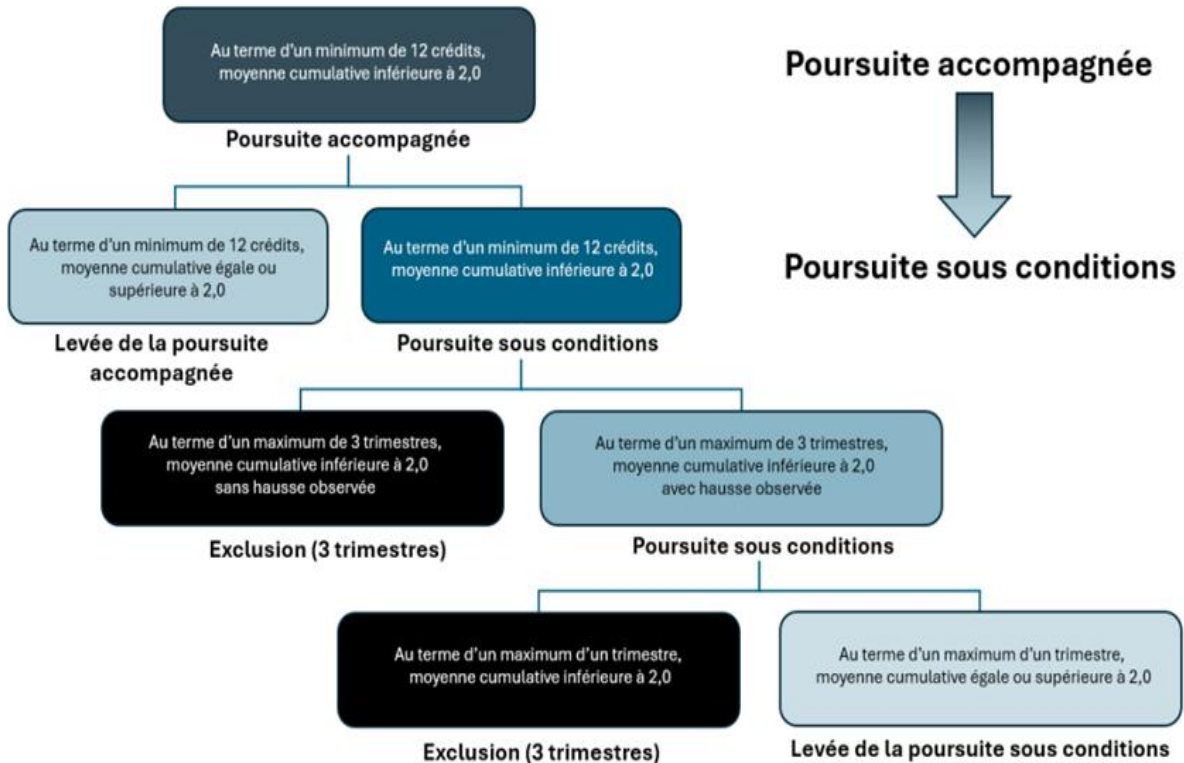 Au terme d'un minimum de 12 crédits,
moyenne cumulative inférieure à 2,0
Poursuite accompagnée
Poursuite accompagnée
Poursuite sous conditions
Au terme d'un minimum de 12 crédits,
moyenne cumulative égale ou
supérieure à 2,0
Levée de la poursuite
accompagnée
Au terme d'un minimum de 12 crédits,
moyenne cumulative inférieure à 2,0
Poursuite sous conditions
Au terme d'un maximum de 3 trimestres,
moyenne cumulative inférieure à 2,0
sans hausse observée
Exclusion (3 trimestres)
Au terme d'un maximum de 3 trimestres,
moyenne cumulative inférieure à 2,0
avec hausse observée
Poursuite sous conditions
Au terme d'un maximum d'un trimestre,
moyenne cumulative inférieure à 2,0
Exclusion (3 trimestres)
Au terme d'un maximum d'un trimestre,
moyenne cumulative égale ou supérieure à 2,0
Levée de la poursuite sous conditions